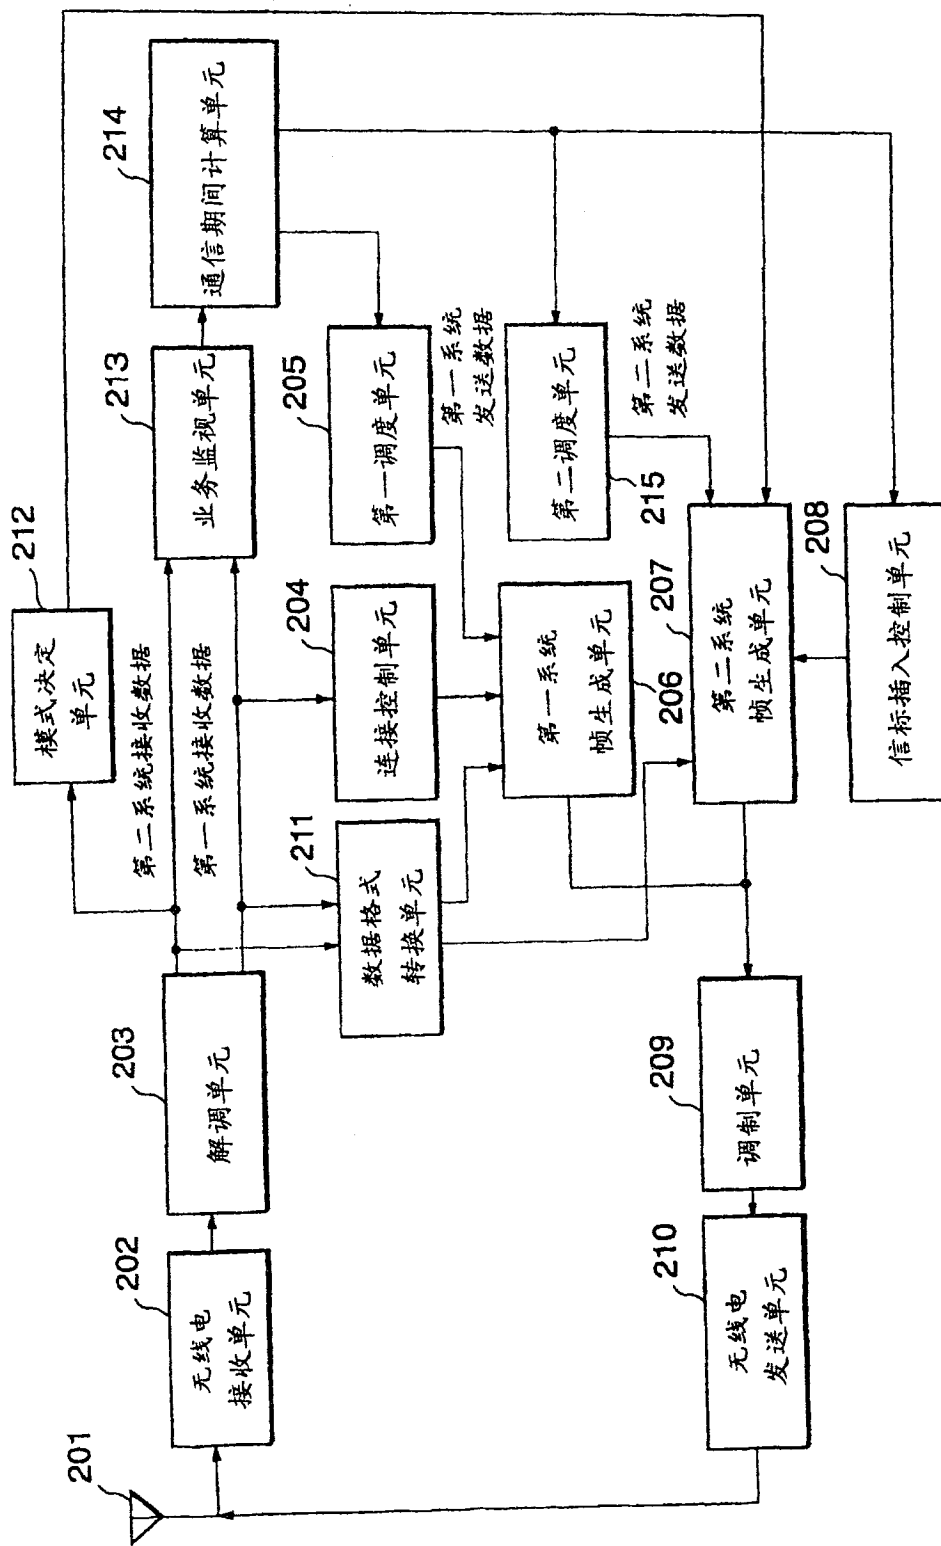 201
202
无线电
接收单元
203
解调单元
第二系统接收数据
第一系统接收数据
212
模式决定
单元
213
业务监视单元
214
通信期间计算单元
211
数据格式
转换单元
204
连接控制单元
205
第一调度单元
第一系统
发送数据
第二调度单元
215
第二系统
发送数据
第一系统
帧生成单元
206
207
第二系统
帧生成单元
208
信标插入控制单元
209
调制单元
210
无线电
发送单元